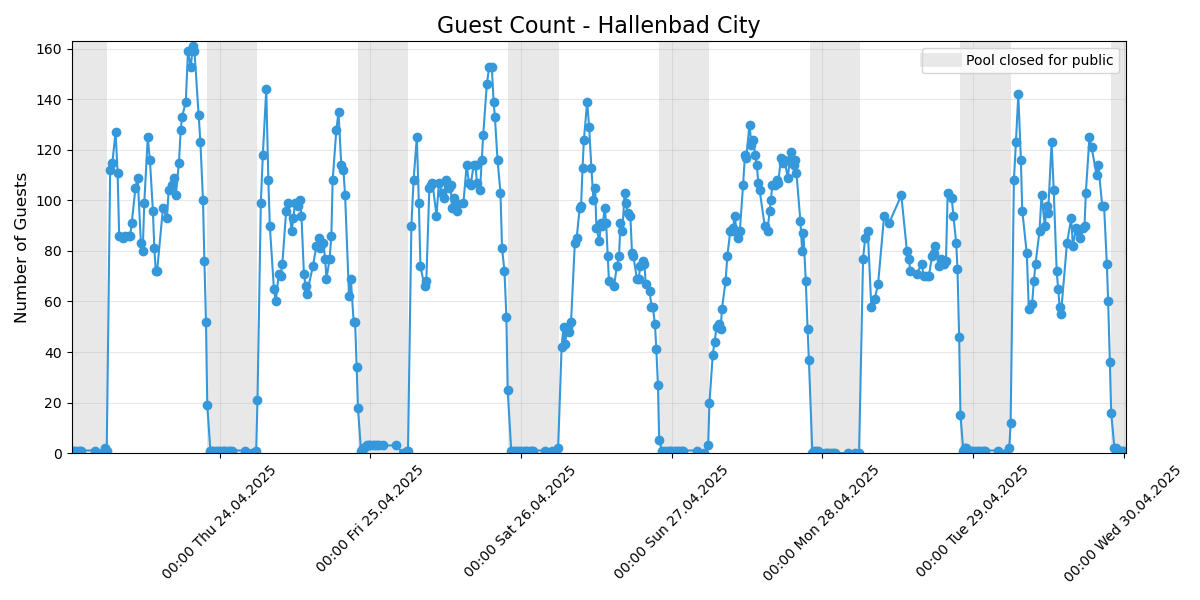 Guest Count - Hallenbad City
Pool closed for public
Number of Guests
160
140
120
100
80
60
40
20
0
00:00 Thu 24.04.2025
00:00 Fri 25.04.2025
00:00 Sat 26.04.2025
00:00 Sun 27.04.2025
00:00 Mon 28.04.2025
00:00 Tue 29.04.2025
00:00 Wed 30.04.2025